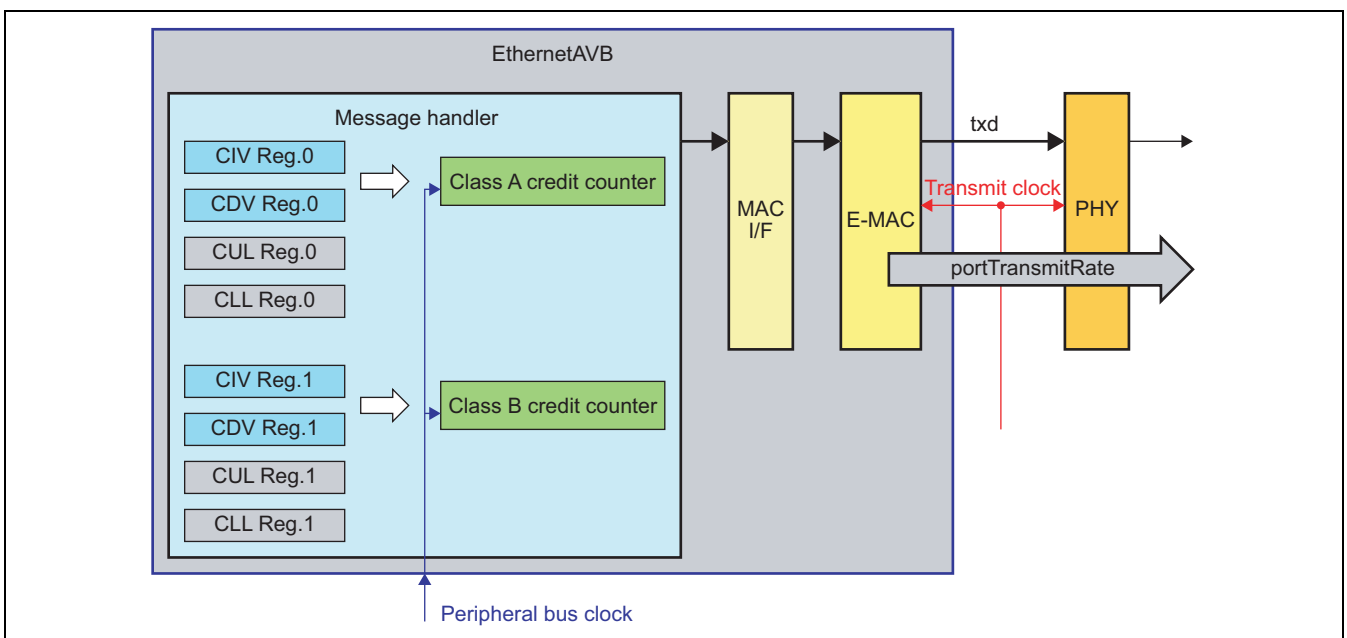 EthernetAVB
Message handler
CIV Reg.0
CDV Reg.0
CUL Reg.0
CLL Reg.0
Class A credit counter
CIV Reg.1
CDV Reg.1
CUL Reg.1
CLL Reg.1
Class B credit counter
MAC
I/F
E-MAC
txd
Transmit clock
PHY
portTransmitRate
Peripheral bus clock